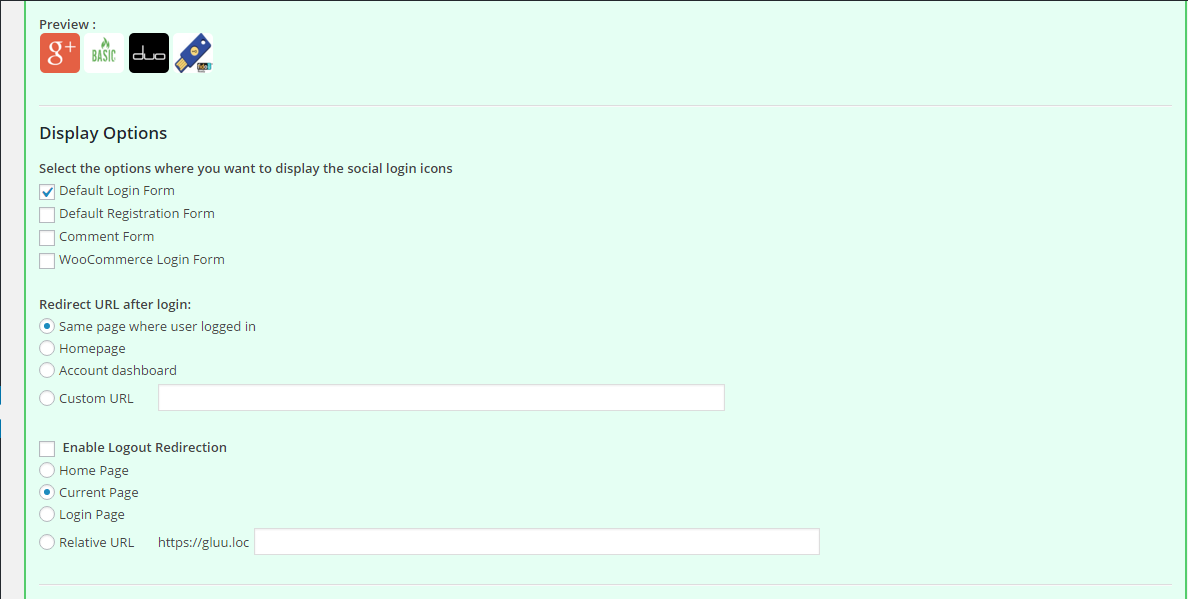 Preview :
g+ BASIC duo
Display Options
Select the options where you want to display the social login icons
Default Login Form
Default Registration Form
Comment Form
WooCommerce Login Form
Redirect URL after login:
Same page where user logged in
Homepage
Account dashboard
Custom URL
Enable Logout Redirection
Home Page
Current Page
Login Page
Relative URL https://gluu.loc